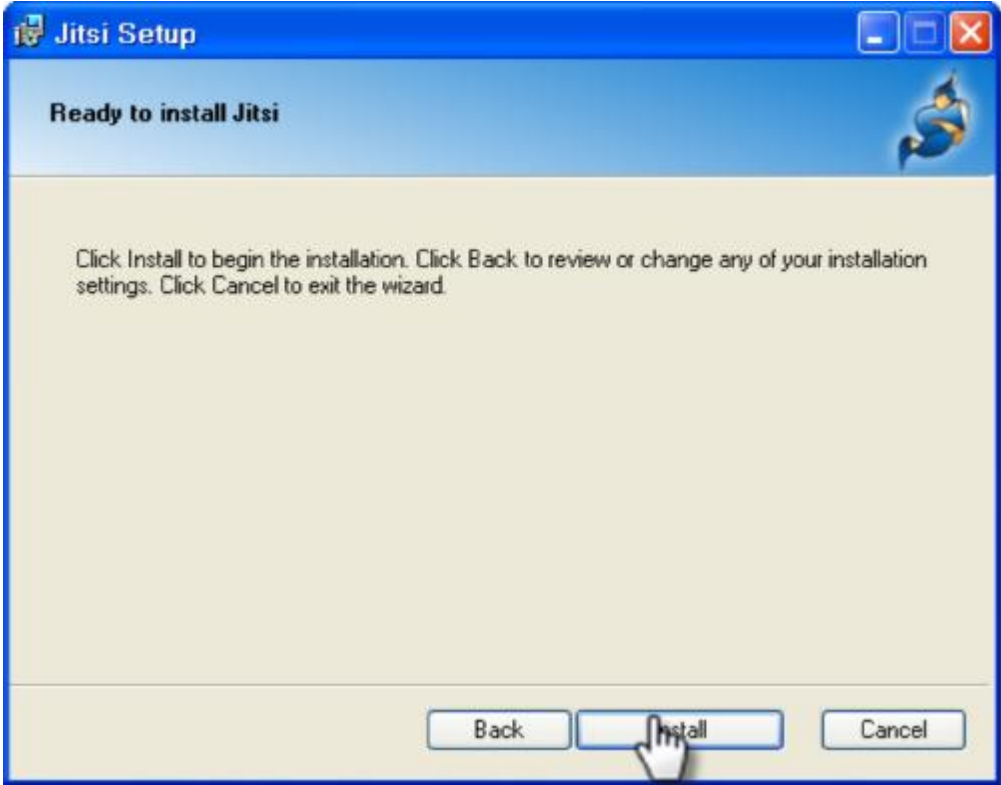 Jitsi Setup
Ready to install Jitsi
Click Install to begin the installation. Click Back to review or change any of your installation
settings. Click Cancel to exit the wizard.
Back Install Cancel